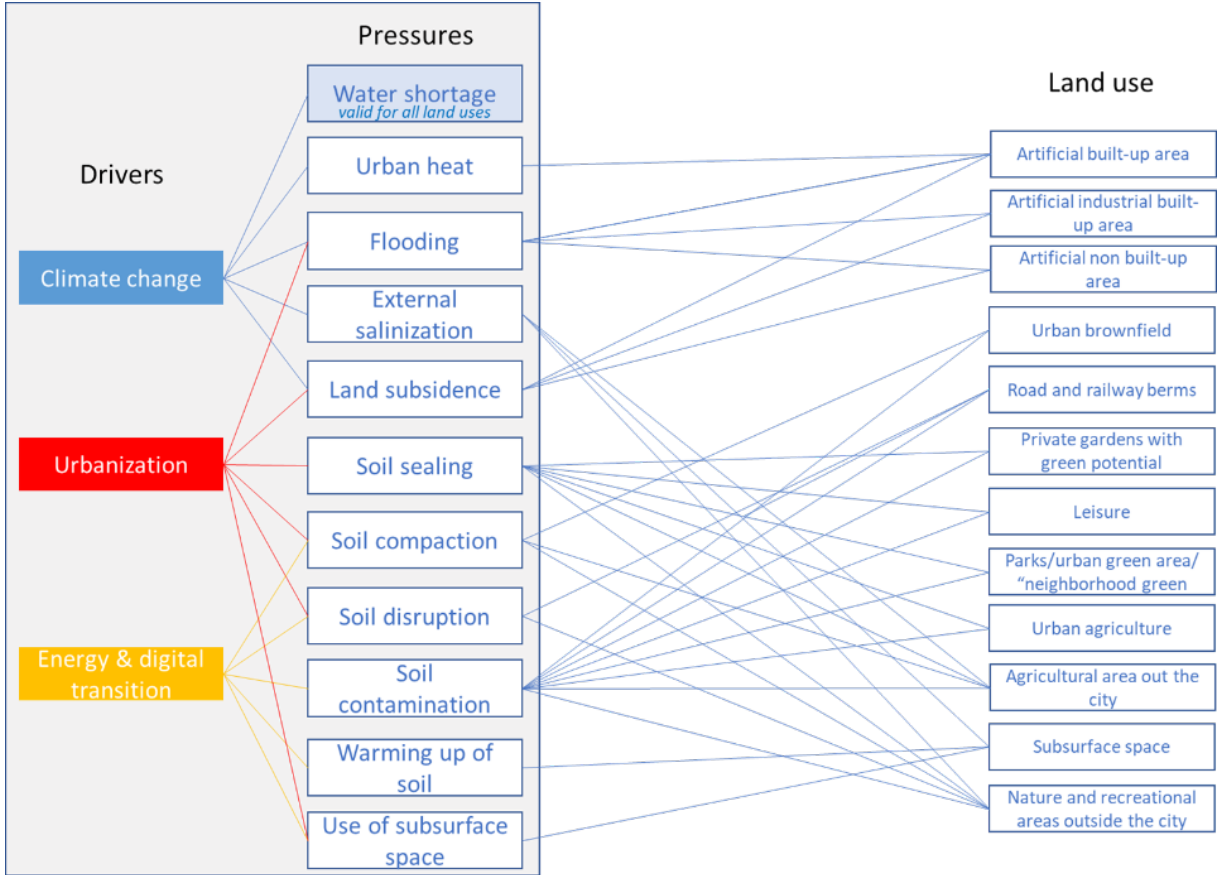 Pressures
Water shortage
valid for all land uses
Urban heat
Flooding
External
salinization
Land subsidence
Soil sealing
Soil compaction
Soil disruption
Soil
contamination
Warming up of
soil
Use of subsurface
space
Drivers
Climate change
Urbanization
Energy & digital
transition
Land use
Artificial built-up area
Artificial industrial built-
up area
Artificial non built-up
area
Urban brownfield
Road and railway berms
Private gardens with
green potential
Leisure
Parks/urban green area/
“neighborhood green
Urban agriculture
Agricultural area out the
city
Subsurface space
Nature and recreational
areas outside the city